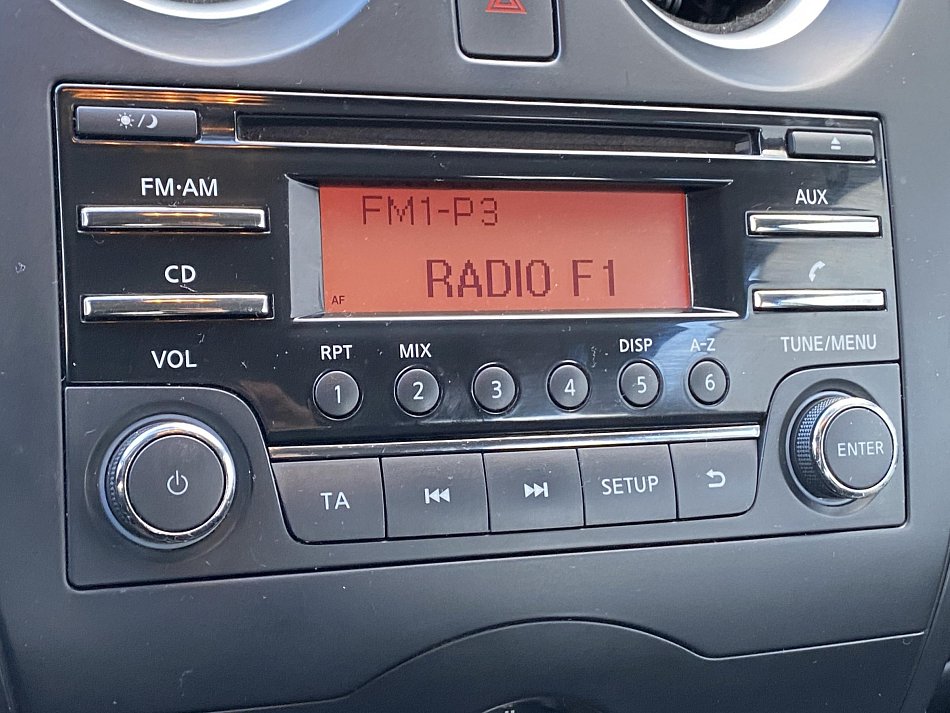 FM·AM
AUX
FM1-P3
CD
RADIO F1
AF
VOL
RPT
MIX
DISP
A-Z
TUNE/MENU
1
2
3
4
5
6
ENTER
TA
SETUP